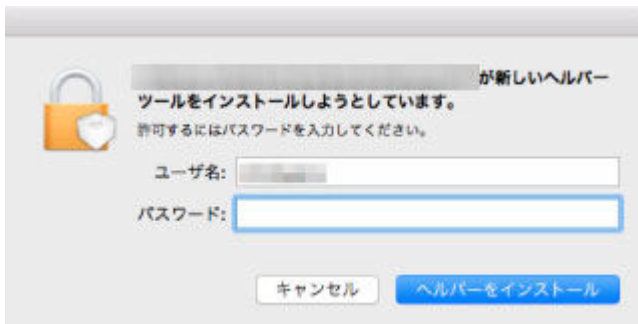 が新しいヘルパー
ツールをインストールしようとしています。
許可するにはパスワードを入力してください。
ユーザ名:
パスワード:
キャンセル
ヘルパーをインストール